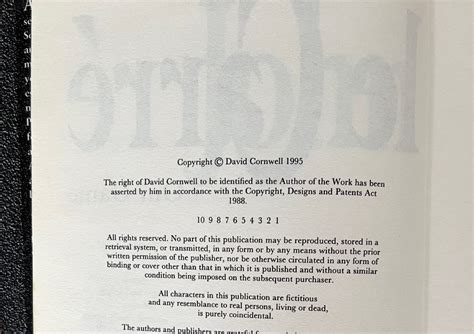 Copyright © David Cornwell 1995
The right of David Cornwell to be identified as the Author of the Work has been
asserted by him in accordance with the Copyright, Designs and Patents Act
1988.
10 9 8 7 6 5 4 3 2 1
All rights reserved. No part of this publication may be reproduced, stored in a
retrieval system, or transmitted, in any form or by any means without the prior
written permission of the publisher, nor be otherwise circulated in any form of
binding or cover other than that in which it is published and without a similar
condition being imposed on the subsequent purchaser.
All characters in this publication are fictitious
and any resemblance to real persons, living or dead,
is purely coincidental.
The authors and publishers are grateful